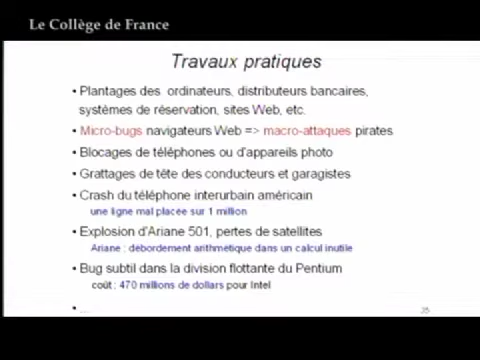 Le Collège de France
Travaux pratiques
• Plantages des ordinateurs, distributeurs bancaires,
systèmes de réservation, sites Web, etc.
• Micro-bugs navigateurs Web => macro-attaques pirates
• Blocages de téléphones ou d'appareils photo
• Grattages de tête des conducteurs et garagistes
• Crash du téléphone interurbain américain
une ligne mal placée sur 1 million
• Explosion d'Ariane 501, pertes de satellites
Ariane : débordement arithmétique dans un calcul inutile
• Bug subtil dans la division flottante du Pentium
coût : 470 millions de dollars pour Intel
• ...